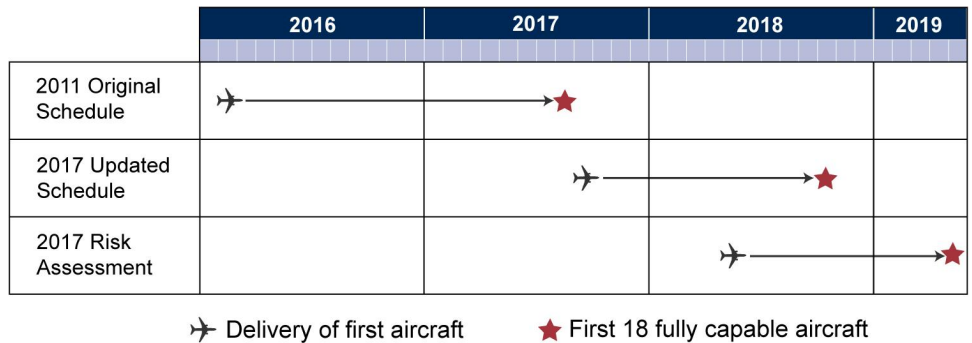 2016 2017 2018 2019
2011 Original
Schedule
2017 Updated
Schedule
2017 Risk
Assessment
Delivery of first aircraft First 18 fully capable aircraft